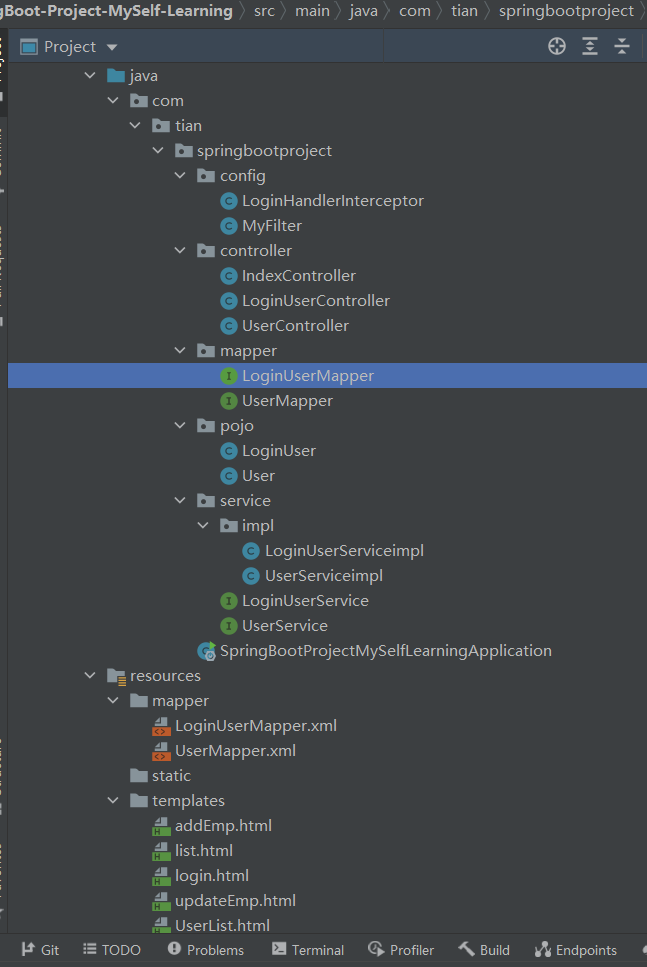 gBoot-Project-MySelf-Learning 〉 src 〉 main 〉 java 〉 com 〉 tian 〉 springbootproject 〉
Project
java
com
tian
springbootproject
config
LoginHandlerInterceptor
MyFilter
controller
IndexController
LoginUserController
UserController
mapper
LoginUserMapper
UserMapper
pojo
LoginUser
User
service
impl
LoginUserServiceimpl
UserServiceimpl
LoginUserService
UserService
SpringBootProjectMySelfLearningApplication
resources
mapper
LoginUserMapper.xml
UserMapper.xml
static
templates
addEmp.html
list.html
login.html
updateEmp.html
UserList.html
Git TODO Problems Terminal Profiler Build Endpoints